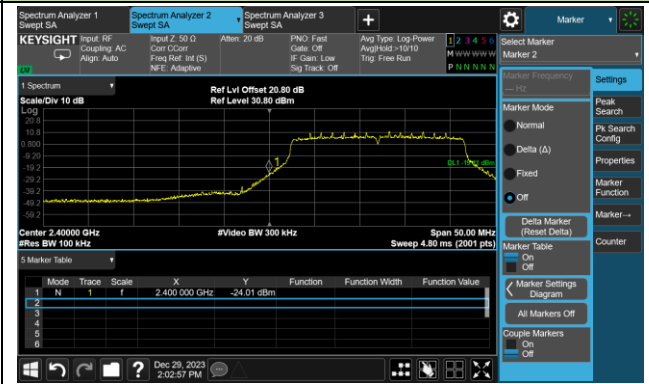 Spectrum Analyzer 1
Swept SA
Spectrum Analyzer 2
Swept SA
Spectrum Analyzer 3
Swept SA
+
Marker
KEYSIGHT
Input: RF
Coupling: AC
Align: Auto
Input Z: 50 Ω
Corr CCorr
Freq Ref: Int (S)
NFE: Adaptive
Atten: 20 dB
PNO: Fast
Gate: Off
IF Gain: Low
Sig Track: Off
Avg Type: Log-Power
Avg|Hold:>10/10
Trig: Free Run
1 2 3 4 5 6
M W W W W W
P N N N N N
Select Marker
Marker 2
Marker Frequency
--- Hz
Settings
Peak
Search
Pk Search
Config
Properties
Marker
Function
Marker→
Counter
Marker Mode
Normal
Delta (Δ)
Fixed
Off
Delta Marker
(Reset Delta)
Marker Table
On
Off
Marker Settings
Diagram
All Markers Off
Couple Markers
On
Off
1 Spectrum
Scale/Div 10 dB
Ref Lvl Offset 20.80 dB
Ref Level 30.80 dBm
Log
20.8
10.8
0.800
-9.20
-19.2
-29.2
-39.2
-49.2
-59.2
1
Center 2.40000 GHz
#Res BW 100 kHz
#Video BW 300 kHz
Span 50.00 MHz
Sweep 4.80 ms (2001 pts)
5 Marker Table
Mode Trace Scale X Y Function Function Width Function Value
1 N 1 f 2.400 000 GHz -24.01 dBm
2
3
4
5
6
?
Dec 29, 2023
2:02:57 PM